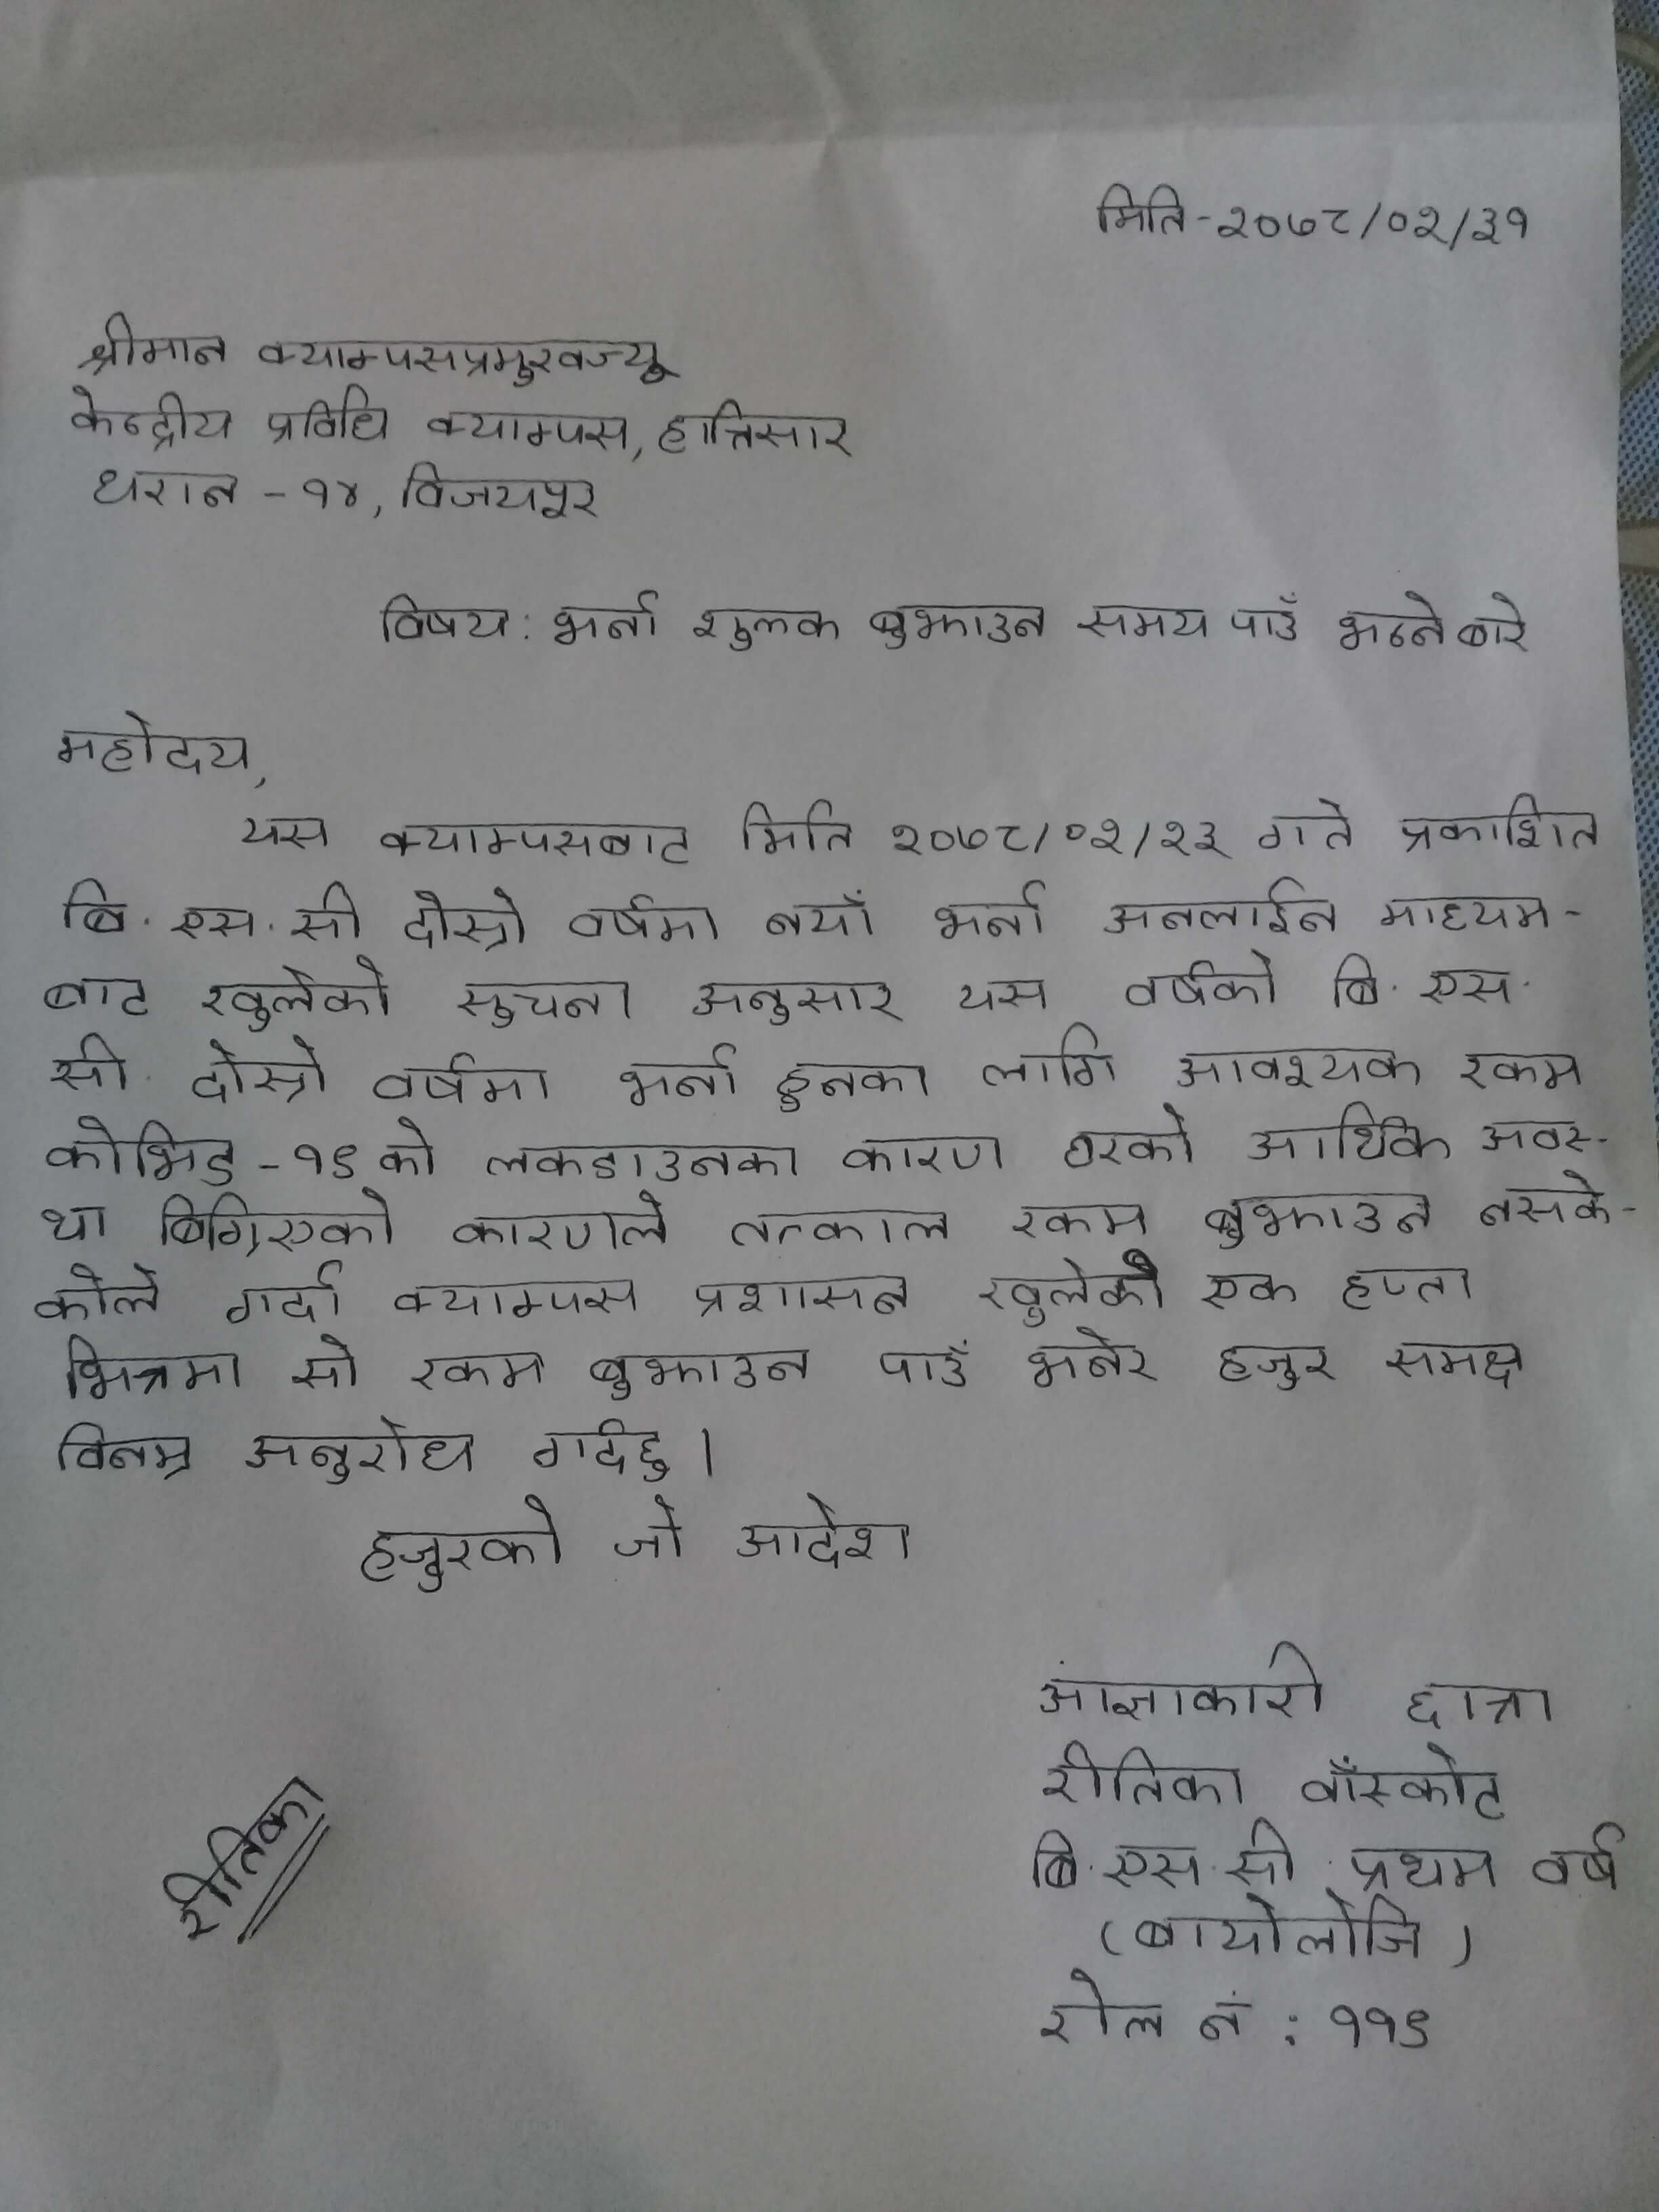 मिति-२०७८/०२/३१
श्रीमान क्याम्पसप्रमुखज्यू
केन्द्रीय प्रविधि क्याम्पस, हात्तिसार
धरान - १४, विजयपूर
विषय: भर्ना शुल्क बुझाउन समय पाउँ भन्ने बारे
महोदय,
यस क्याम्पसबाट मिति २०७८/०२/२३ गते प्रकाशित
बि. एस. सी दोस्रो वर्षमा नयाँ भर्ना अनलाईन माध्यम-
बाट खुलेको सुचना अनुसार यस वर्षको बि. एस.
सी. दोस्रो वर्षमा भर्ना हुनका लागि आवश्यक रकम
कोभिड -१९ को लकडाउनका कारण घरको आर्थिक अवस्-
था बिग्रिएको कारणले तत्काल रकम बुझाउन नसके-
कोले गर्दा क्याम्पस प्रशासन खुलेको एक हप्ता
भित्रमा सो रकम बुझाउन पाउँ भनेर हजुर समक्ष
विनम्र अनुरोध गर्दछु ।
हजुरको जो आदेश
आंज्ञाकारी छात्रा
रीतिका बाँस्कोट
बि. एस. सी. प्रथम वर्ष
(बायोलोजि)
रोल नं : ११९
रीतिका